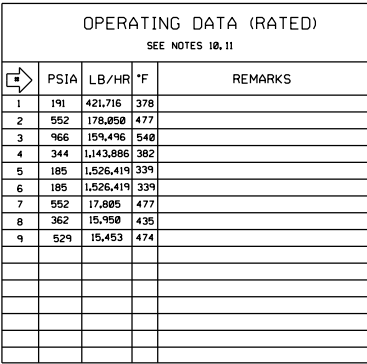 OPERATING DATA (RATED)
SEE NOTES 10, 11
PSIA LB/HR °F REMARKS
1 191 421,716 378
2 552 178,050 477
3 966 159,496 540
4 344 1,143,886 382
5 185 1,526,419 339
6 185 1,526,419 339
7 552 17,805 477
8 362 15,950 435
9 529 15,453 474